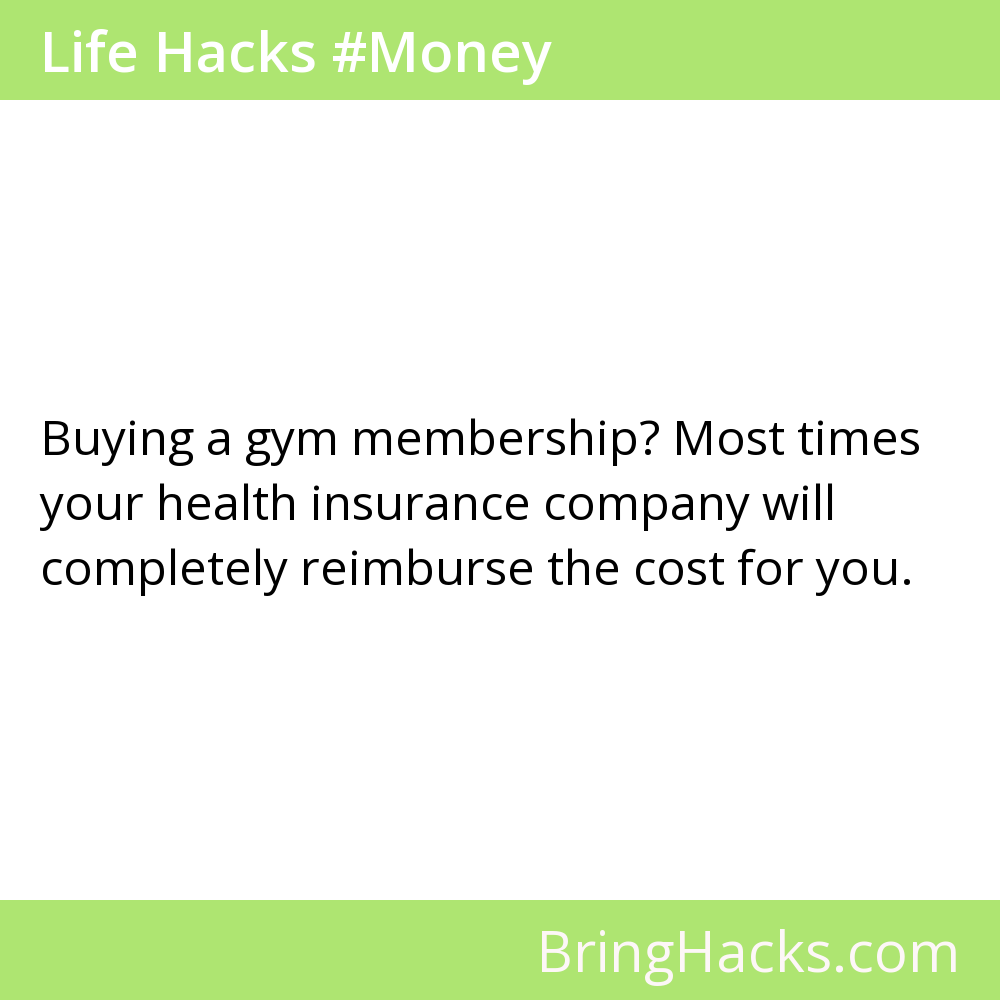 Life Hacks #Money
Buying a gym membership? Most times
your health insurance company will
completely reimburse the cost for you.
BringHacks.com